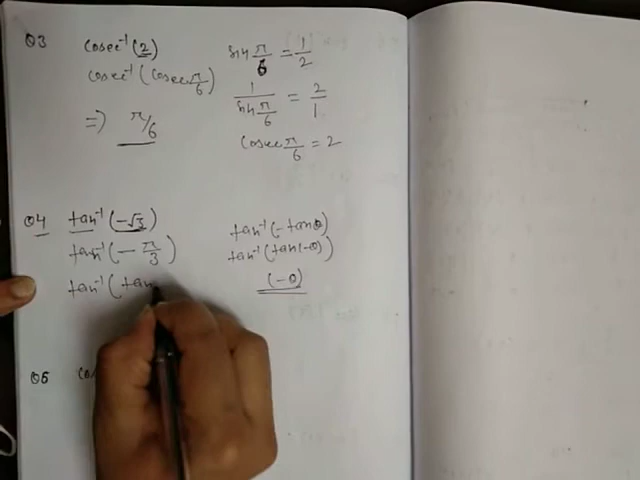 Q3 cosec⁻¹(2)
cosec⁻¹(cosec π/6)
=) π/6
sin π/6 = 1/2
1/sin π/6 = 2/1
cosec π/6 = 2
Q4 tan⁻¹(-√3)
tan⁻¹(- π/3)
tan⁻¹( tan
tan⁻¹(-tanθ)
tan⁻¹(tan(-θ))
(-θ)
Q5 cos